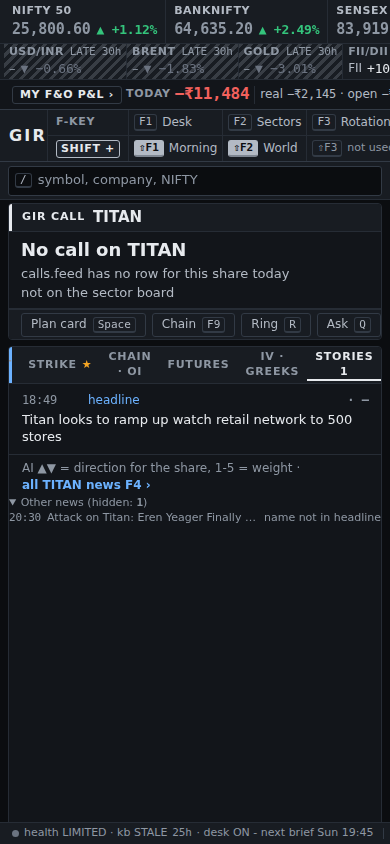 NIFTY 50 BANKNIFTY SENSEX
25,800.60 ▲ +1.12% 64,635.20 ▲ +2.49% 83,919
USD/INR LATE 30h BRENT LATE 30h GOLD LATE 30h FII/DII
– ▼ −0.66% – ▼ −1.83% – ▼ −3.01% FII +10
MY F&O P&L › TODAY −₹11,484 real −₹2,145 · open −₹
GIR F-KEY F1 Desk F2 Sectors F3 Rotation
SHIFT + ⇧F1 Morning ⇧F2 World ⇧F3 not used
/ symbol, company, NIFTY
GIR CALL TITAN
No call on TITAN
calls.feed has no row for this share today
not on the sector board
Plan card Space Chain F9 Ring R Ask Q
STRIKE ★ CHAIN · OI FUTURES IV · GREEKS STORIES 1
18:49 headline · –
Titan looks to ramp up watch retail network to 500
stores
AI ▲▼ = direction for the share, 1-5 = weight ·
all TITAN news F4 ›
▼ Other news (hidden: 1)
20:30 Attack on Titan: Eren Yeager Finally ... name not in headline
health LIMITED · kb STALE 25h · desk ON - next brief Sun 19:45